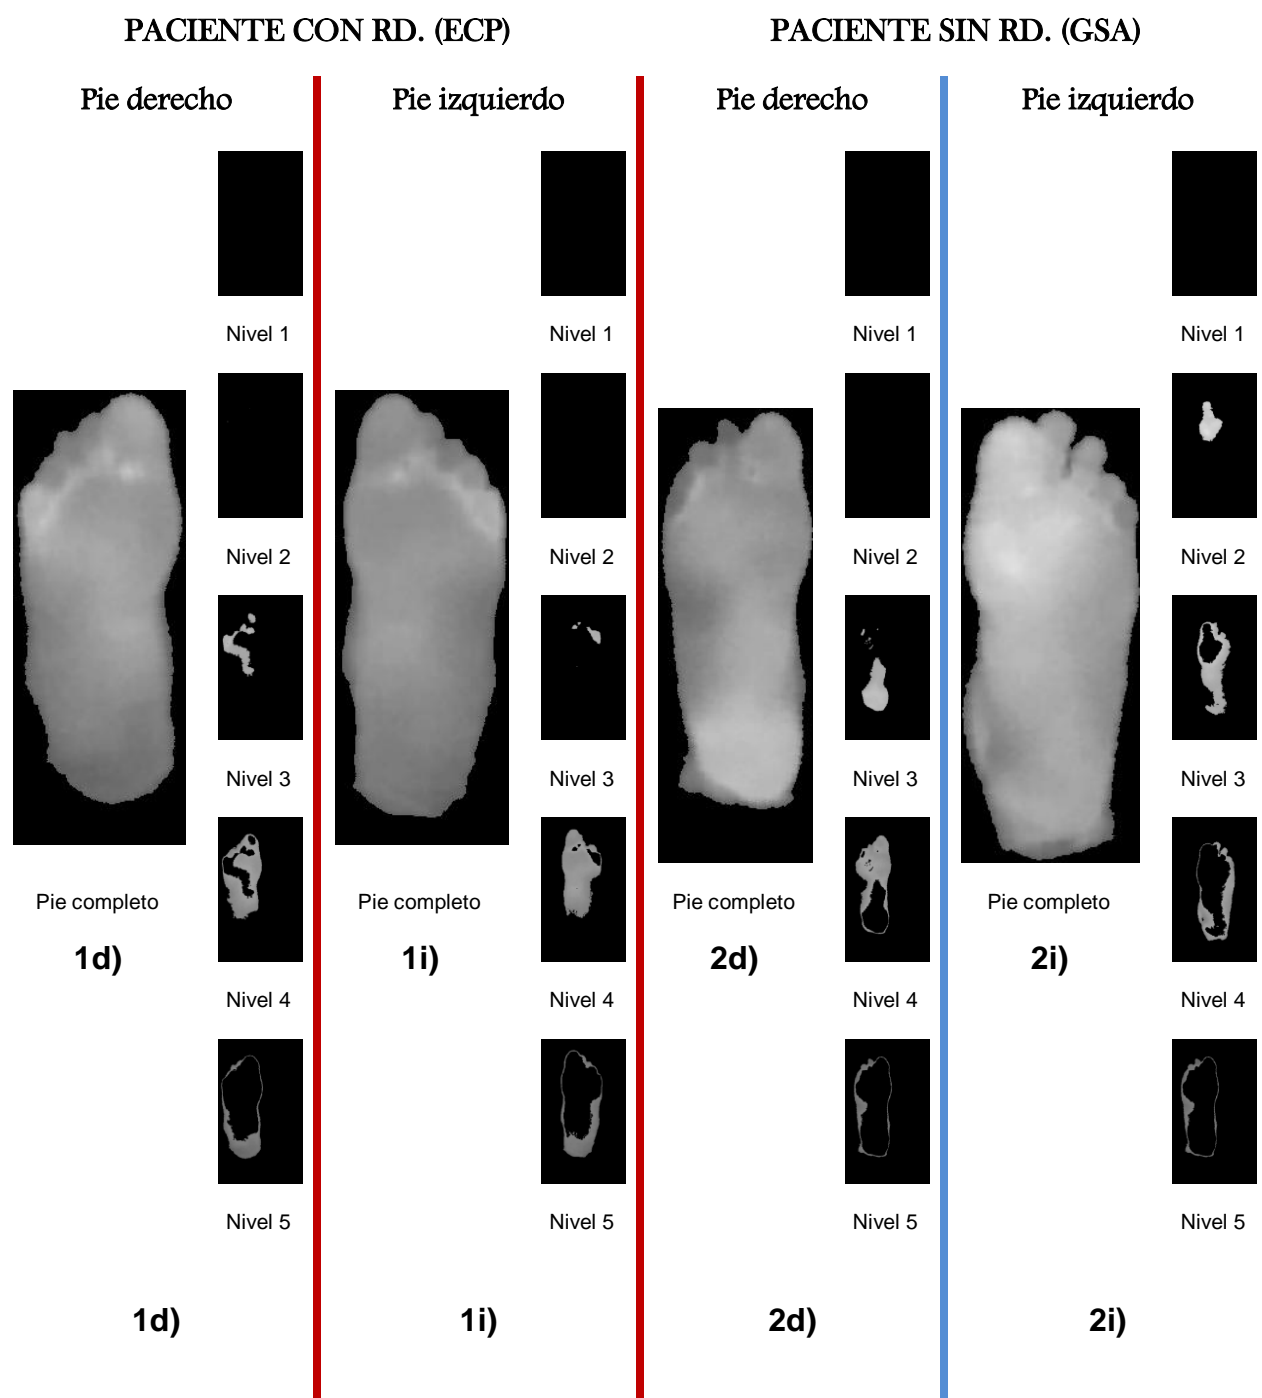 PACIENTE CON RD. (ECP)
PACIENTE SIN RD. (GSA)
Pie derecho
Pie izquierdo
Pie derecho
Pie izquierdo
Nivel 1
Nivel 1
Nivel 1
Nivel 1
Nivel 2
Nivel 2
Nivel 2
Nivel 2
Nivel 3
Nivel 3
Nivel 3
Nivel 3
Pie completo
Pie completo
Pie completo
Pie completo
1d)
1i)
2d)
2i)
Nivel 4
Nivel 4
Nivel 4
Nivel 4
Nivel 5
Nivel 5
Nivel 5
Nivel 5
1d)
1i)
2d)
2i)